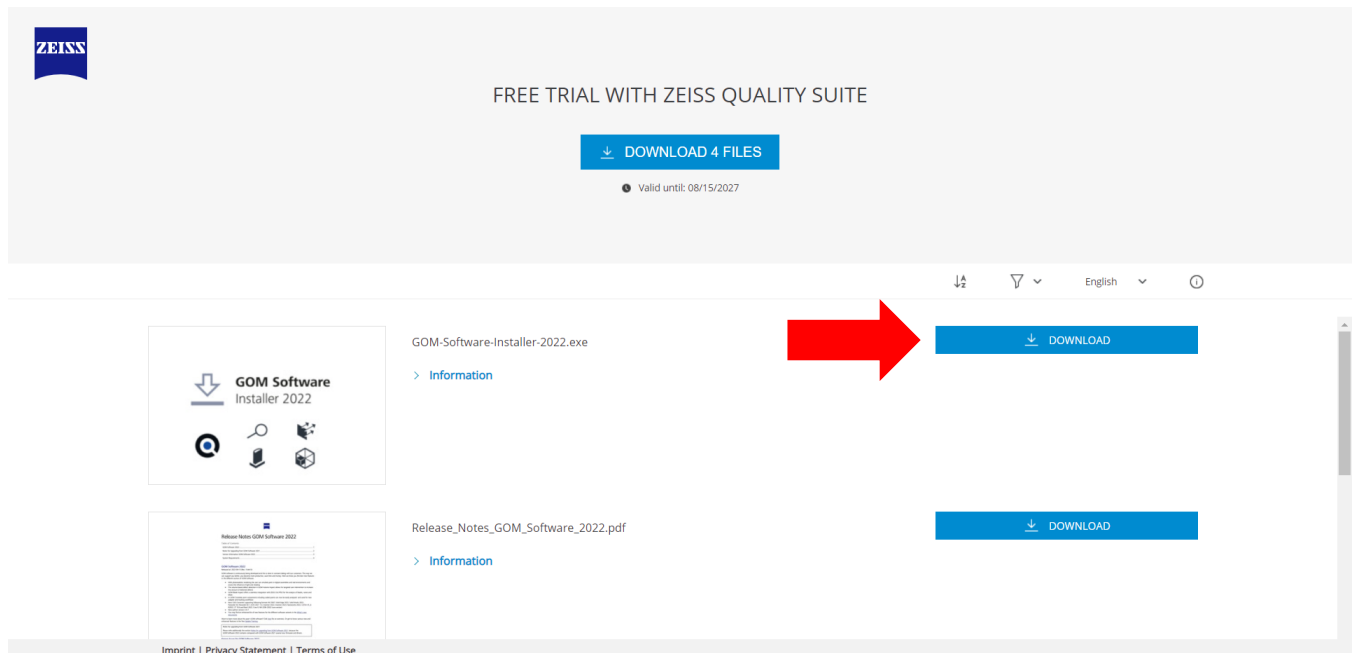 ZEISS
FREE TRIAL WITH ZEISS QUALITY SUITE
DOWNLOAD 4 FILES
Valid until: 08/15/2027
English
GOM-Software-Installer-2022.exe
DOWNLOAD
Information
GOM Software
Installer 2022
Release_Notes_GOM_Software_2022.pdf
DOWNLOAD
Information
Release Notes GOM Software 2022
Imprint | Privacy Statement | Terms of Use